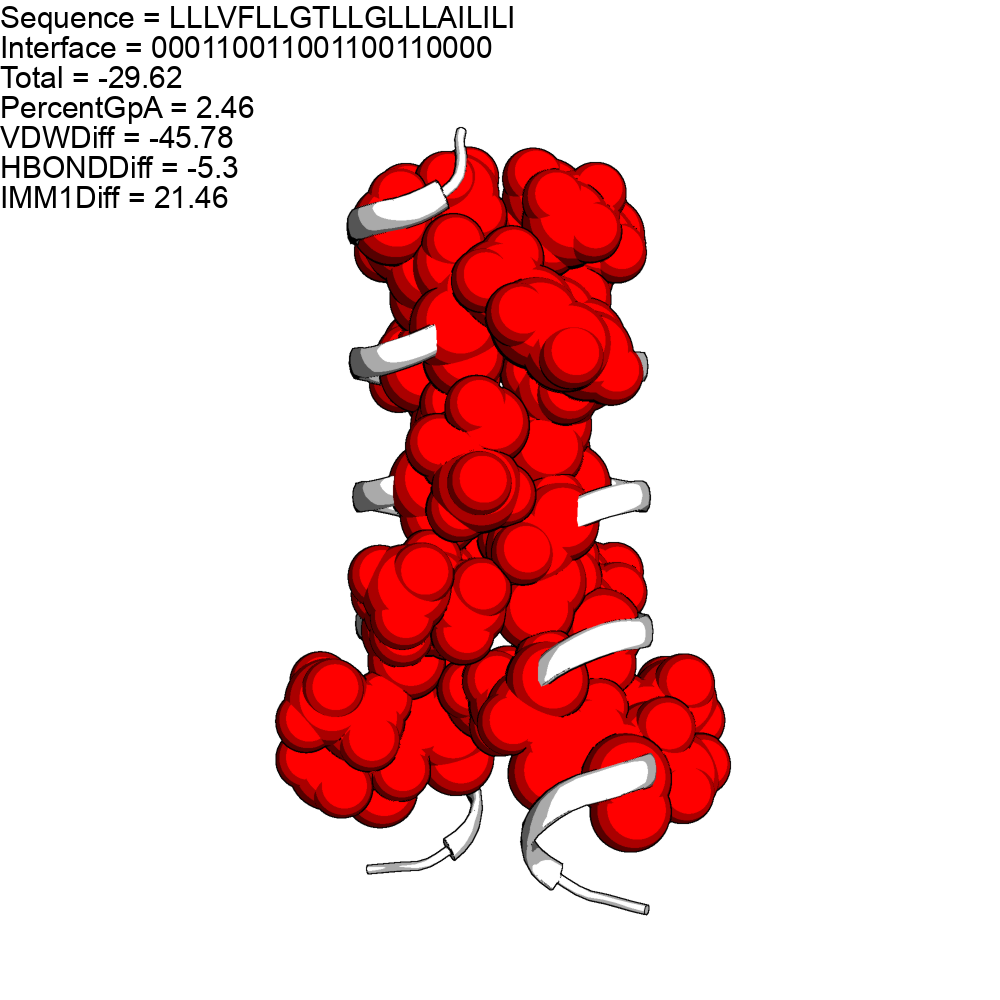 Sequence = LLLVFLLGTLLGLLLAILILI
Interface = 000110011001100110000
Total = -29.62
PercentGpA = 2.46
VDWDiff = -45.78
HBONDDiff = -5.3
IMM1Diff = 21.46